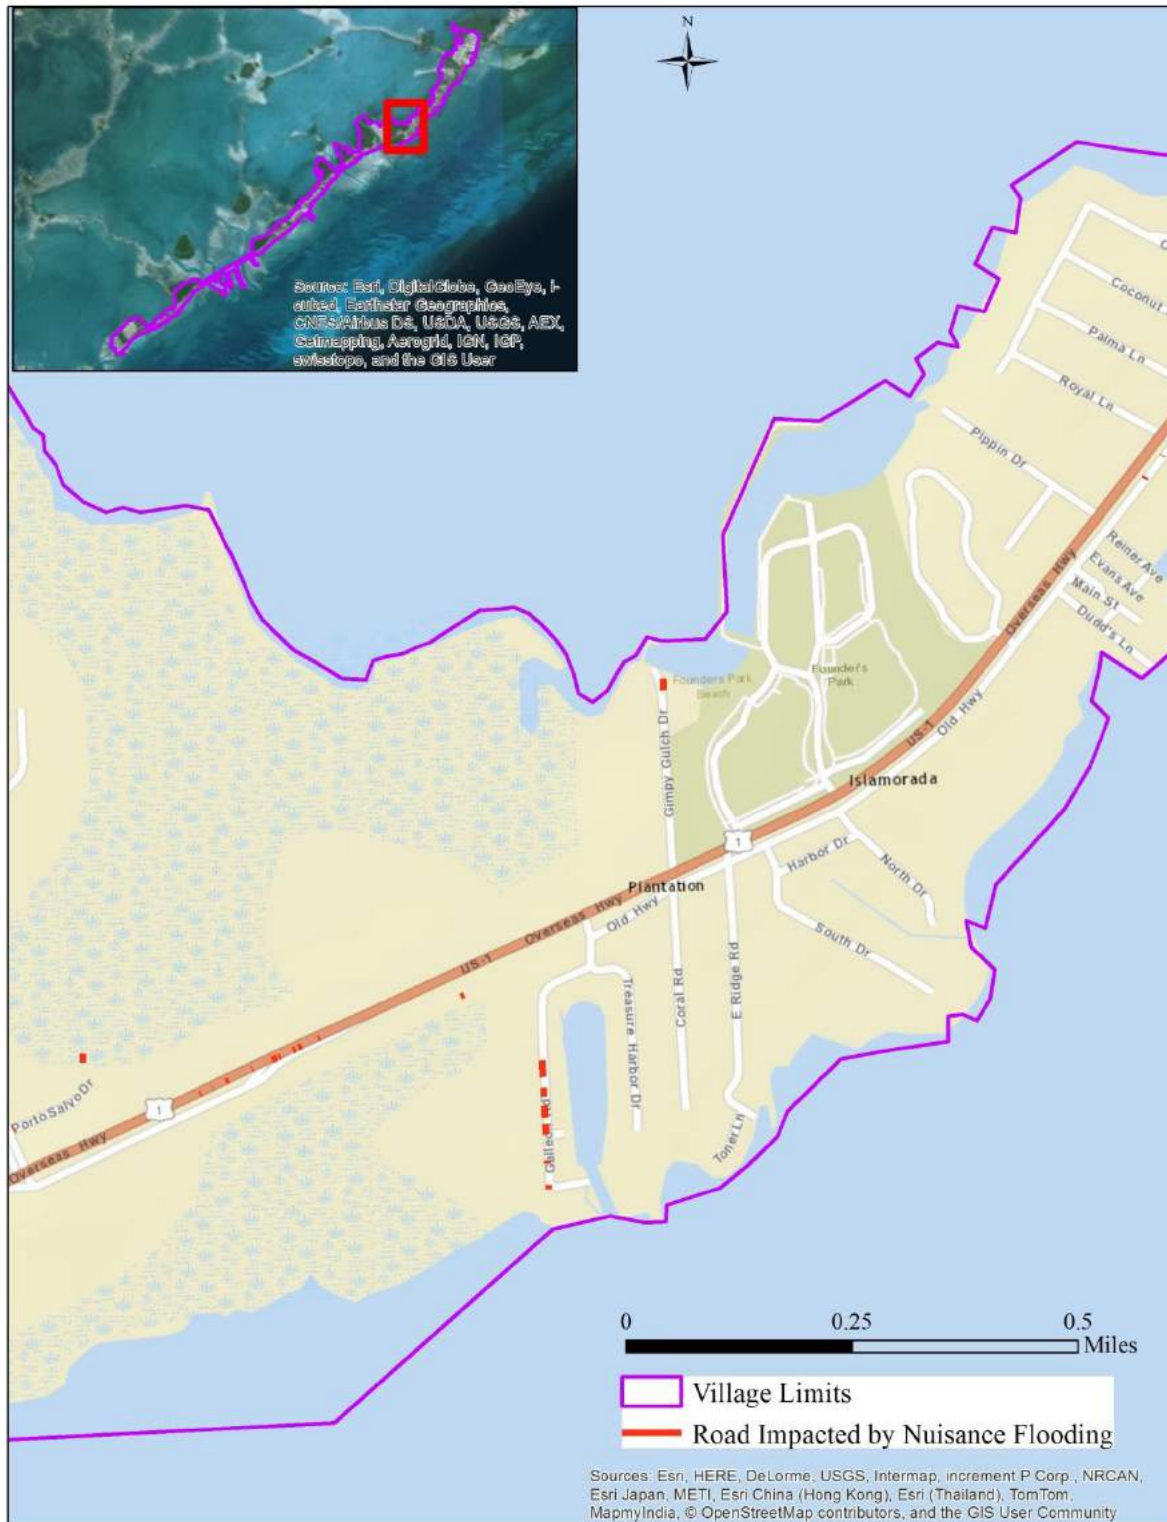 N
Source: Esri, DigitalGlobe, GeoEye, i-
cubed, Earthstar Geographics,
CNES/Airbus DS, USDA, USGS, AEX,
Getmapping, Aerogrid, IGN, IGP,
swisstopo, and the GIS User
Coconut
Palma Ln
Royal Ln
Pippin Dr
Reiner Ave
Evans Ave
Main St
Dudd's Ln
Overseas Hwy
Founder's
Park
Founders Park
Beach
US-1
Old Hwy
Gimpy Gulch Dr
Islamorada
1
Harbor Dr
North Dr
Plantation
Overseas Hwy
Old Hwy
South Dr
US-1
Treasure Harbor Dr
Coral Rd
E Ridge Rd
Porto Salvo Dr
1
Overseas Hwy
Toner Ln
0 0.25 0.5
Miles
Village Limits
Road Impacted by Nuisance Flooding
Sources: Esri, HERE, DeLorme, USGS, Intermap, increment P Corp., NRCAN,
Esri Japan, METI, Esri China (Hong Kong), Esri (Thailand), TomTom,
MapmyIndia, © OpenStreetMap contributors, and the GIS User Community